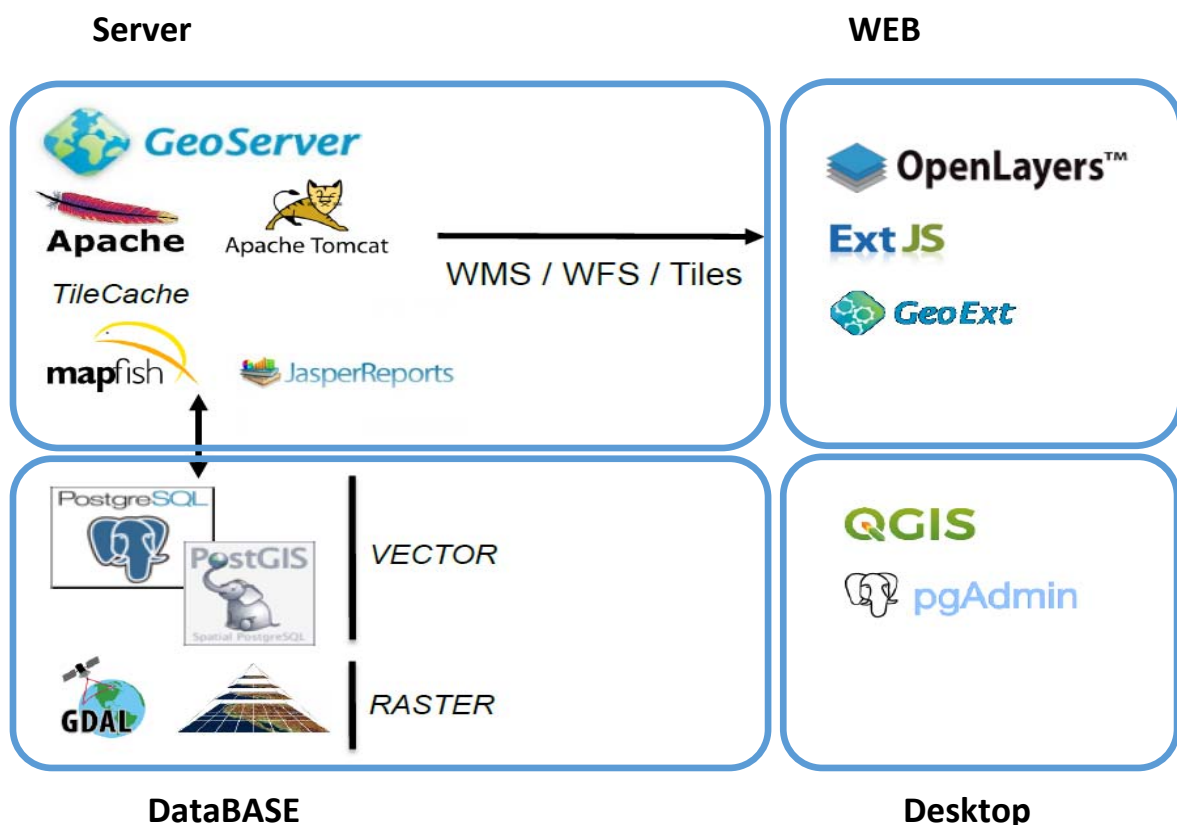 Server
WEB
GeoServer
Apache
Apache Tomcat
TileCache
mapfish
JasperReports
WMS / WFS / Tiles
OpenLayers™
Ext JS
GeoExt
PostgreSQL
PostGIS
Spatial PostgreSQL
VECTOR
GDAL
RASTER
QGIS
pgAdmin
DataBASE
Desktop